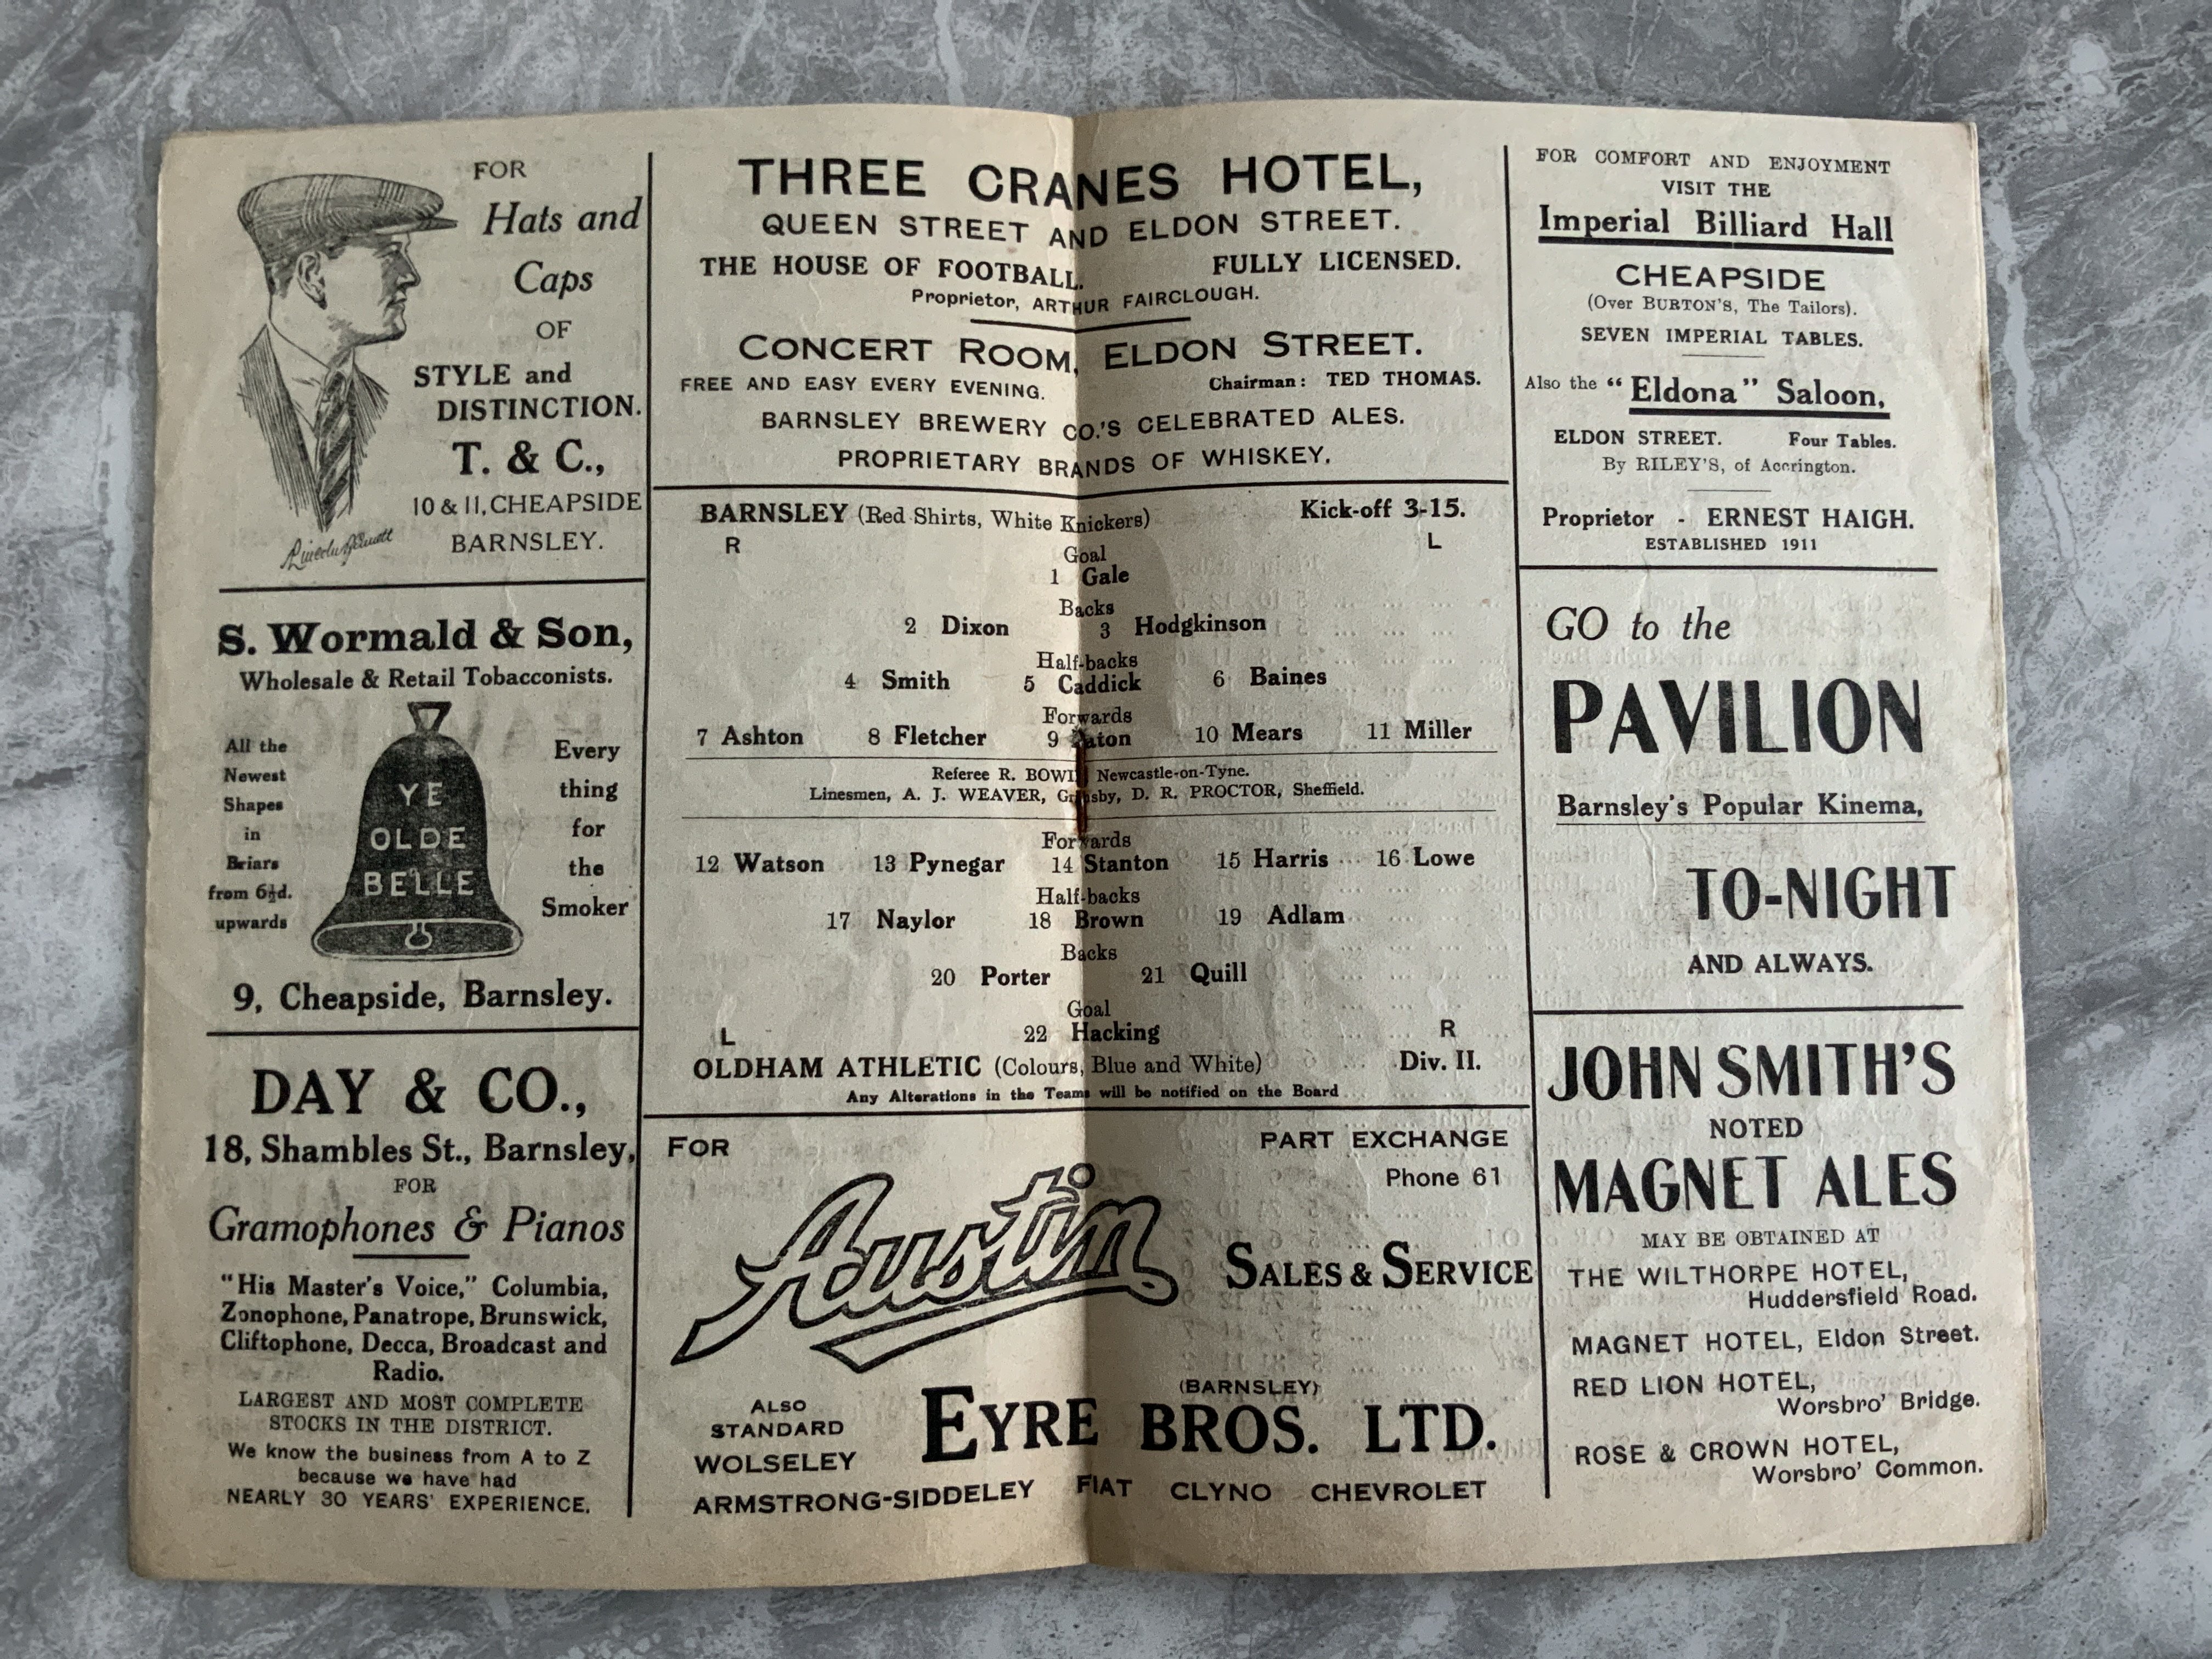 FOR
Hats and
Caps
OF
STYLE and
DISTINCTION.
T. & C.,
10 & 11, CHEAPSIDE
BARNSLEY.
S. Wormald & Son,
Wholesale & Retail Tobacconists.
All the
Newest
Shapes
in
Briars
from 6½d.
upwards
YE
OLDE
BELLE
Every
thing
for
the
Smoker
9, Cheapside, Barnsley.
DAY & CO.,
18, Shambles St., Barnsley,
FOR
Gramophones & Pianos
"His Master's Voice," Columbia,
Zonophone, Panatrope, Brunswick,
Cliftophone, Decca, Broadcast and
Radio.
LARGEST AND MOST COMPLETE
STOCKS IN THE DISTRICT.
We know the business from A to Z
because we have had
NEARLY 30 YEARS' EXPERIENCE.
THREE CRANES HOTEL,
QUEEN STREET AND ELDON STREET.
THE HOUSE OF FOOTBALL. FULLY LICENSED.
Proprietor, ARTHUR FAIRCLOUGH.
CONCERT ROOM, ELDON STREET.
FREE AND EASY EVERY EVENING. Chairman: TED THOMAS.
BARNSLEY BREWERY CO.'S CELEBRATED ALES.
PROPRIETARY BRANDS OF WHISKEY.
BARNSLEY (Red Shirts, White Knickers) Kick-off 3-15.
R L
Goal
1 Gale
Backs
2 Dixon 3 Hodgkinson
Half-backs
4 Smith 5 Caddick 6 Baines
Forwards
7 Ashton 8 Fletcher 9 10 Mears 11 Miller
Referee R. Newcastle-on-Tyne.
Linesmen, A. J. WEAVER, Grimsby, D. R. PROCTOR, Sheffield.
Forwards
12 Watson 13 Pynegar 14 Stanton 15 Harris 16 Lowe
Half-backs
17 Naylor 18 Brown 19 Adlam
Backs
20 Porter 21 Quill
Goal
22 Hacking
L R
OLDHAM ATHLETIC (Colours, Blue and White) Div. II.
Any Alterations in the Teams will be notified on the Board
FOR PART EXCHANGE
Phone 61
Austin
SALES & SERVICE
(BARNSLEY)
ALSO
STANDARD
EYRE BROS. LTD.
WOLSELEY
ARMSTRONG-SIDDELEY FIAT CLYNO CHEVROLET
FOR COMFORT AND ENJOYMENT
VISIT THE
Imperial Billiard Hall
CHEAPSIDE
(Over BURTON'S, The Tailors).
SEVEN IMPERIAL TABLES.
Also the "Eldona" Saloon,
ELDON STREET. Four Tables.
By RILEY'S, of Accrington.
Proprietor - ERNEST HAIGH.
ESTABLISHED 1911
GO to the
PAVILION
Barnsley's Popular Kinema,
TO-NIGHT
AND ALWAYS.
JOHN SMITH'S
NOTED
MAGNET ALES
MAY BE OBTAINED AT
THE WILTHORPE HOTEL,
Huddersfield Road.
MAGNET HOTEL, Eldon Street.
RED LION HOTEL,
Worsbro' Bridge.
ROSE & CROWN HOTEL,
Worsbro' Common.